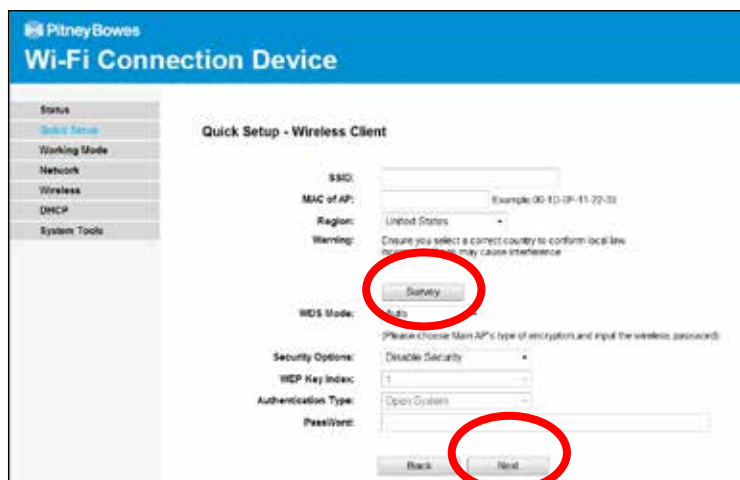 PitneyBowes
Wi-Fi Connection Device
Status
Quick Setup
Working Mode
Network
Wireless
DHCP
System Tools
Quick Setup - Wireless Client
SSID:
MAC of AP: Example:00-1D-0F-11-22-33
Region: United States
Warning: Ensure you select a correct country to conform local law
may cause interference
Survey
WDS Mode: Auto
(Please choose Main AP's type of encryption,and input the wireless password)
Security Options: Disable Security
WEP Key Index: 1
Authentication Type: Open System
PassWord:
Back Next